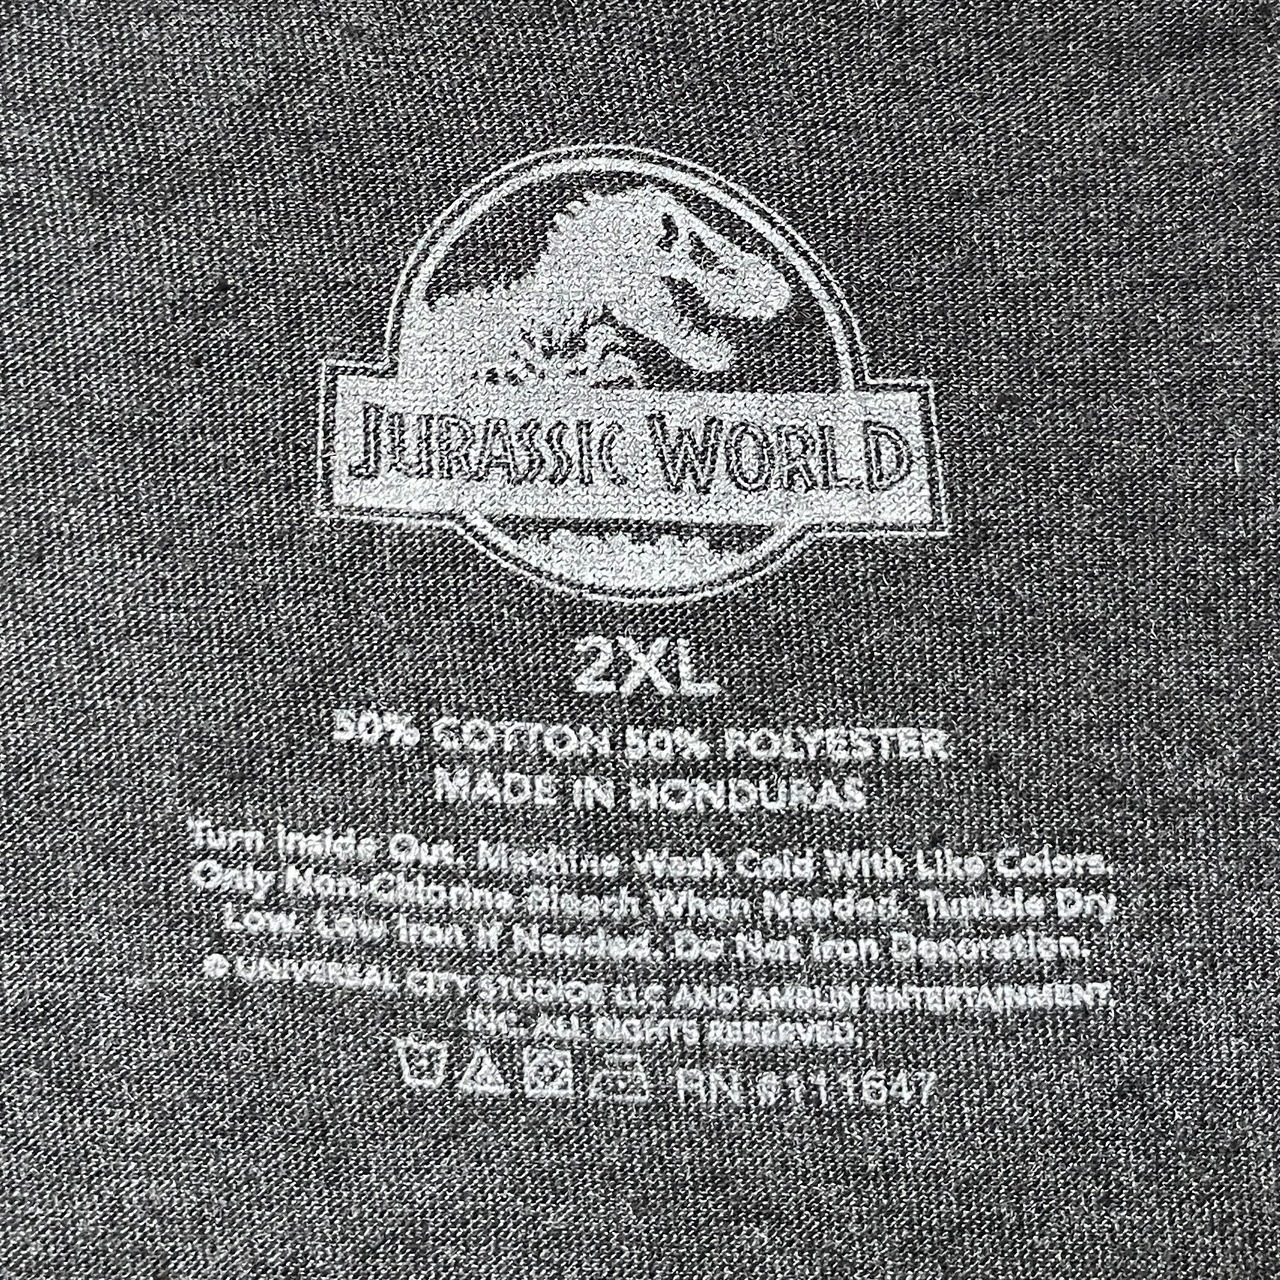 JURASSIC WORLD
2XL
50% COTTON 50% POLYESTER
MADE IN HONDURAS
Turn Inside Out. Machine Wash Cold With Like Colors.
Only Non-Chlorine Bleach When Needed. Tumble Dry
Low. Low Iron If Needed. Do Not Iron Decoration.
© UNIVERSAL CITY STUDIOS LLC AND AMBLIN ENTERTAINMENT,
INC. ALL RIGHTS RESERVED.
RN #111647